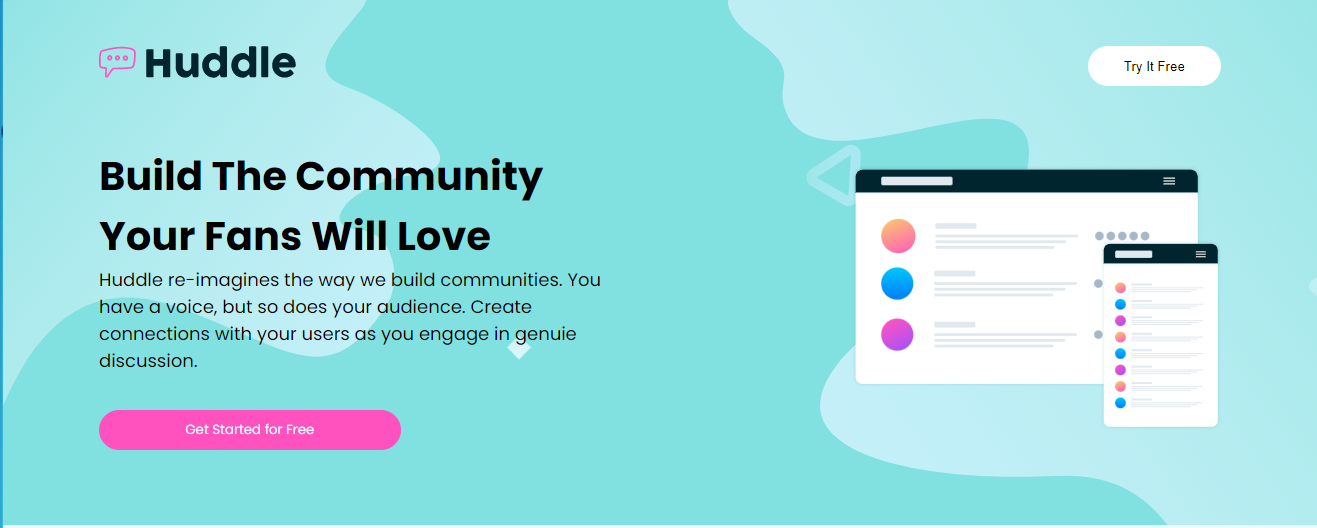 Huddle
Try It Free
Build The Community
Your Fans Will Love
Huddle re-imagines the way we build communities. You
have a voice, but so does your audience. Create
connections with your users as you engage in genuie
discussion.
Get Started for Free